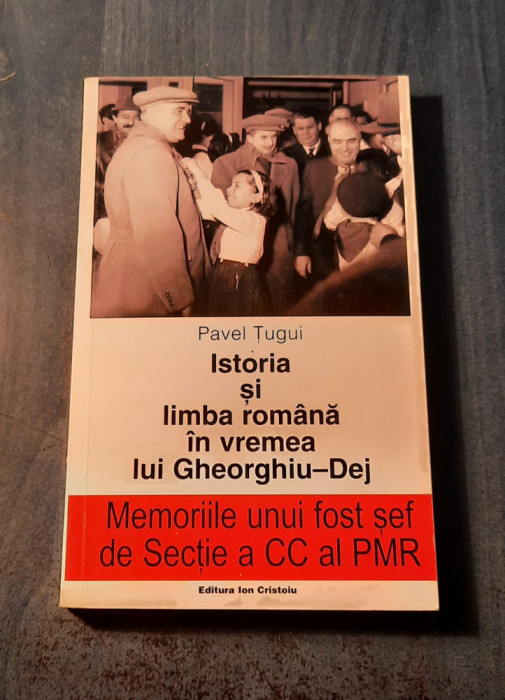 Pavel Țugui
Istoria
și
limba română
în vremea
lui Gheorghiu–Dej
Memoriile unui fost șef
de Secție a CC al PMR
Editura Ion Cristoiu